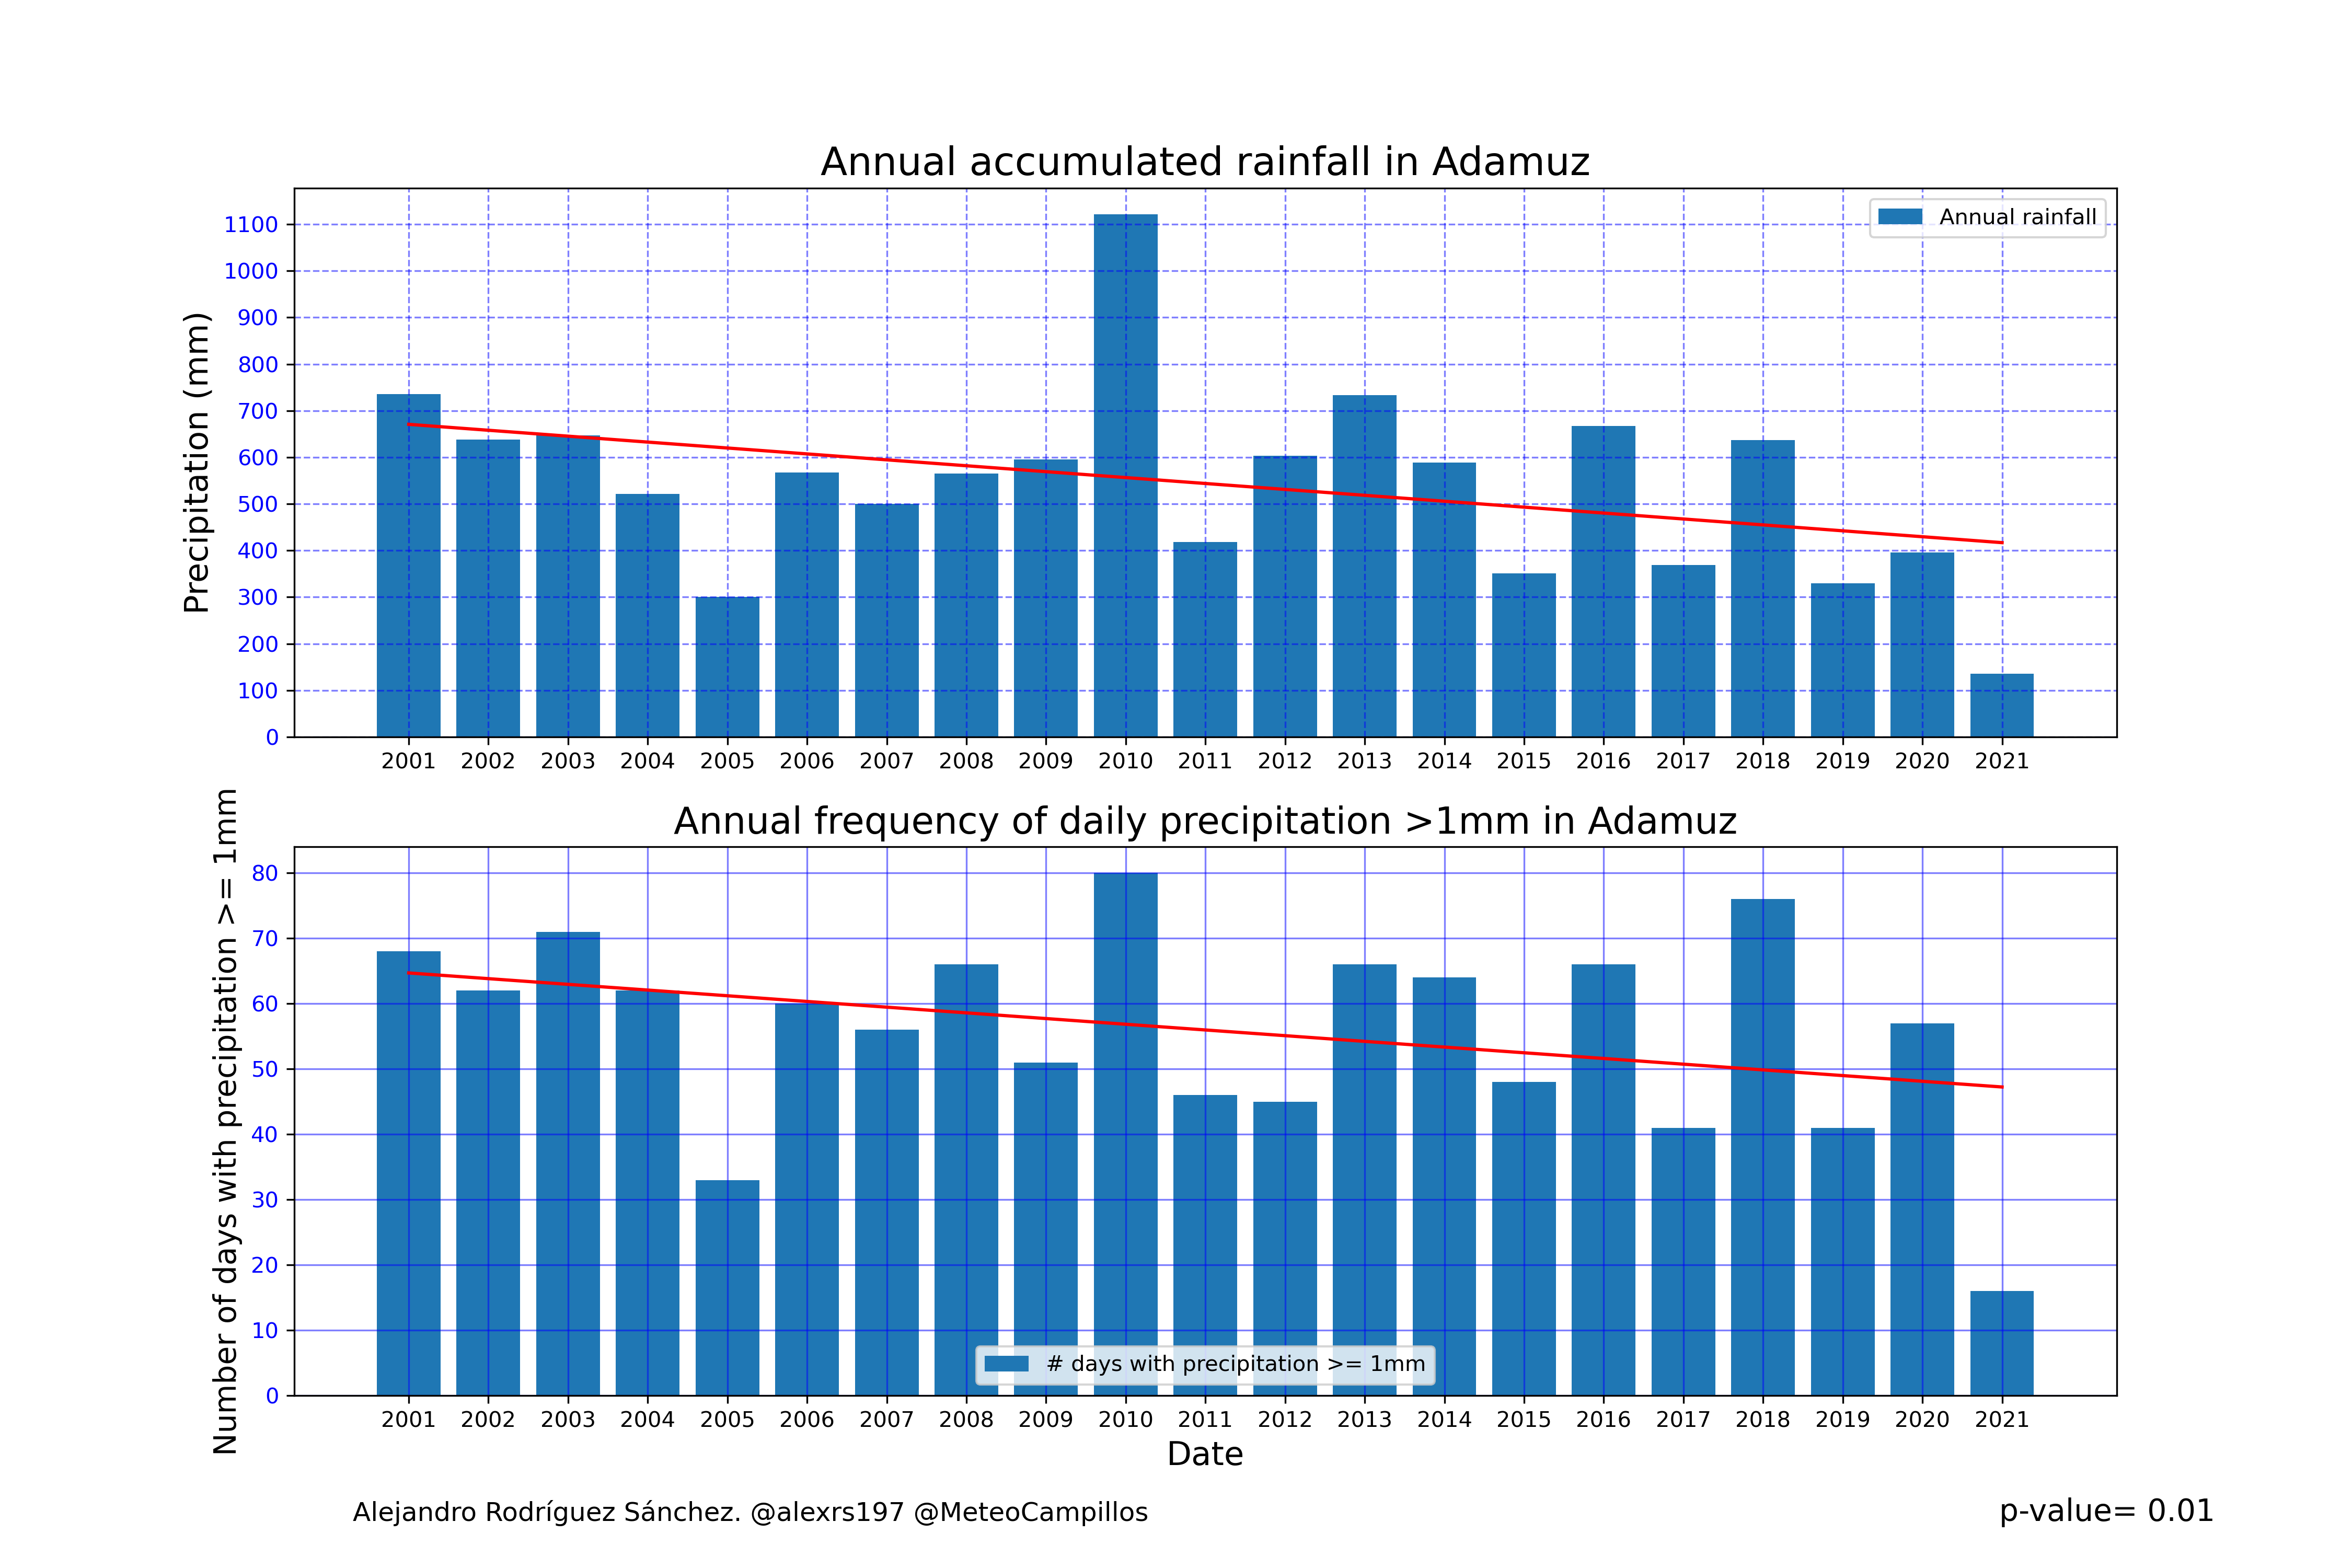 Annual accumulated rainfall in Adamuz
Precipitation (mm)
1100
1000
900
800
700
600
500
400
300
200
100
0
Annual rainfall
2001 2002 2003 2004 2005 2006 2007 2008 2009 2010 2011 2012 2013 2014 2015 2016 2017 2018 2019 2020 2021
Annual frequency of daily precipitation >1mm in Adamuz
Number of days with precipitation >= 1mm
80
70
60
50
40
30
20
10
0
# days with precipitation >= 1mm
2001 2002 2003 2004 2005 2006 2007 2008 2009 2010 2011 2012 2013 2014 2015 2016 2017 2018 2019 2020 2021
Date
Alejandro Rodríguez Sánchez. @alexrs197 @MeteoCampillos
p-value= 0.01